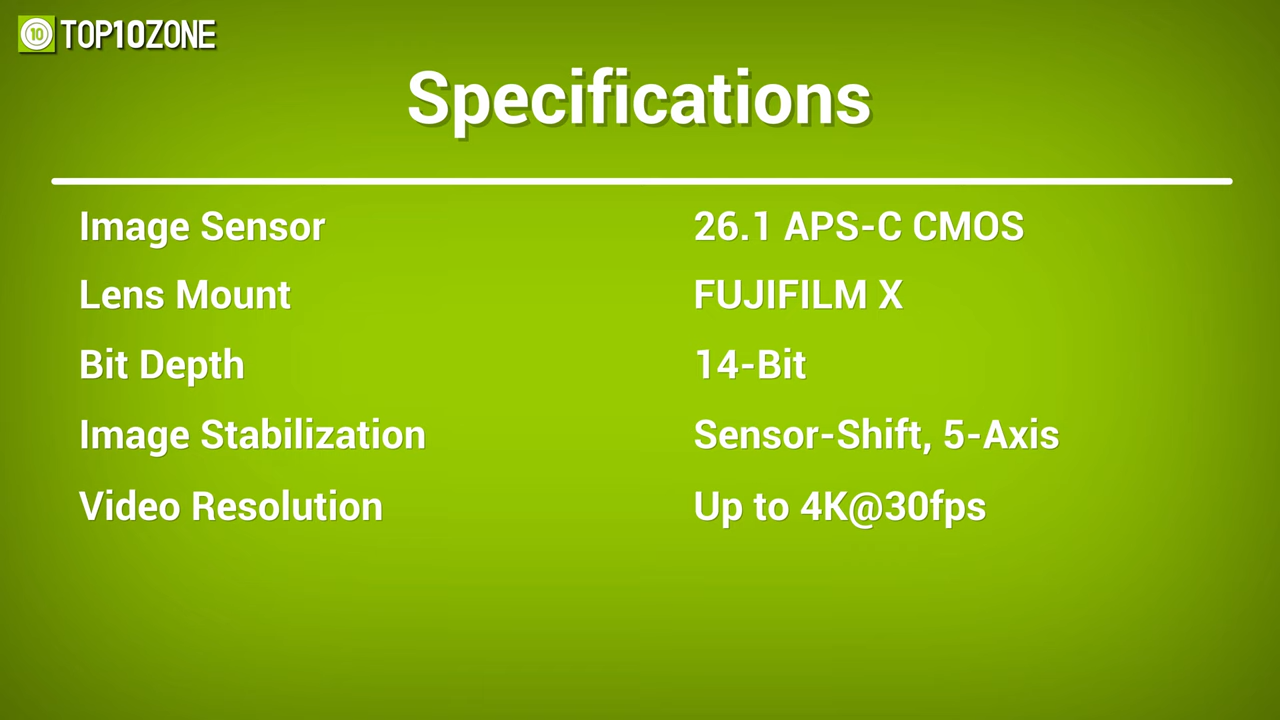 10 TOP10ZONE
Specifications
Image Sensor 26.1 APS-C CMOS
Lens Mount FUJIFILM X
Bit Depth 14-Bit
Image Stabilization Sensor-Shift, 5-Axis
Video Resolution Up to 4K@30fps